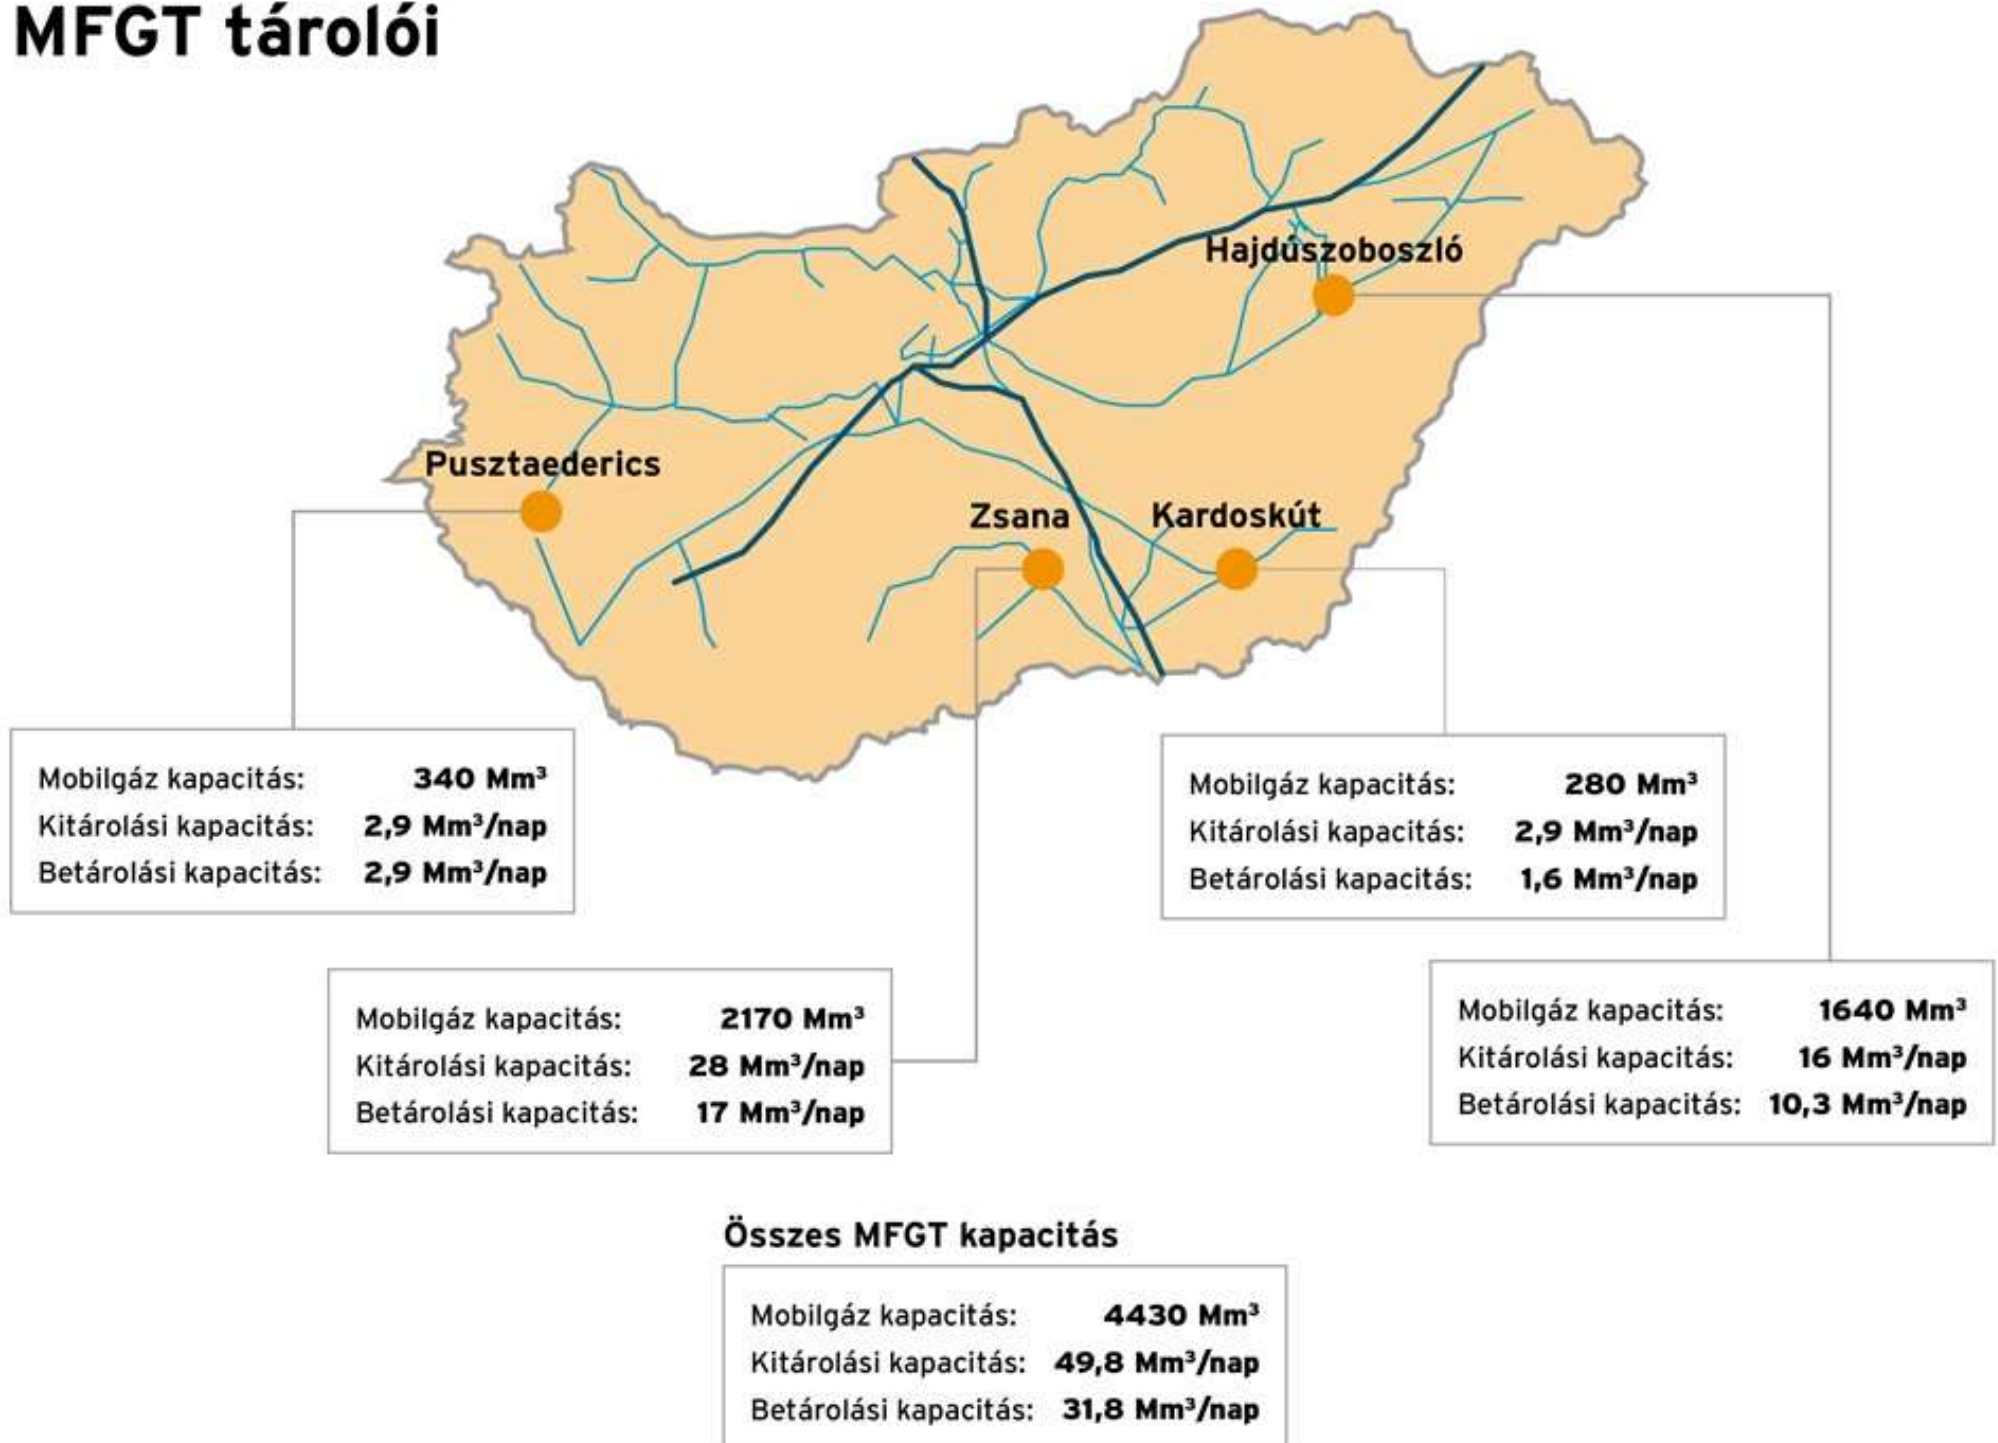 MFGT tárolói
Hajdúszoboszló
Pusztaederics
Zsana
Kardoskút
Mobilgáz kapacitás: 340 Mm³
Kitárolási kapacitás: 2,9 Mm³/nap
Betárolási kapacitás: 2,9 Mm³/nap
Mobilgáz kapacitás: 280 Mm³
Kitárolási kapacitás: 2,9 Mm³/nap
Betárolási kapacitás: 1,6 Mm³/nap
Mobilgáz kapacitás: 2170 Mm³
Kitárolási kapacitás: 28 Mm³/nap
Betárolási kapacitás: 17 Mm³/nap
Mobilgáz kapacitás: 1640 Mm³
Kitárolási kapacitás: 16 Mm³/nap
Betárolási kapacitás: 10,3 Mm³/nap
Összes MFGT kapacitás
Mobilgáz kapacitás: 4430 Mm³
Kitárolási kapacitás: 49,8 Mm³/nap
Betárolási kapacitás: 31,8 Mm³/nap